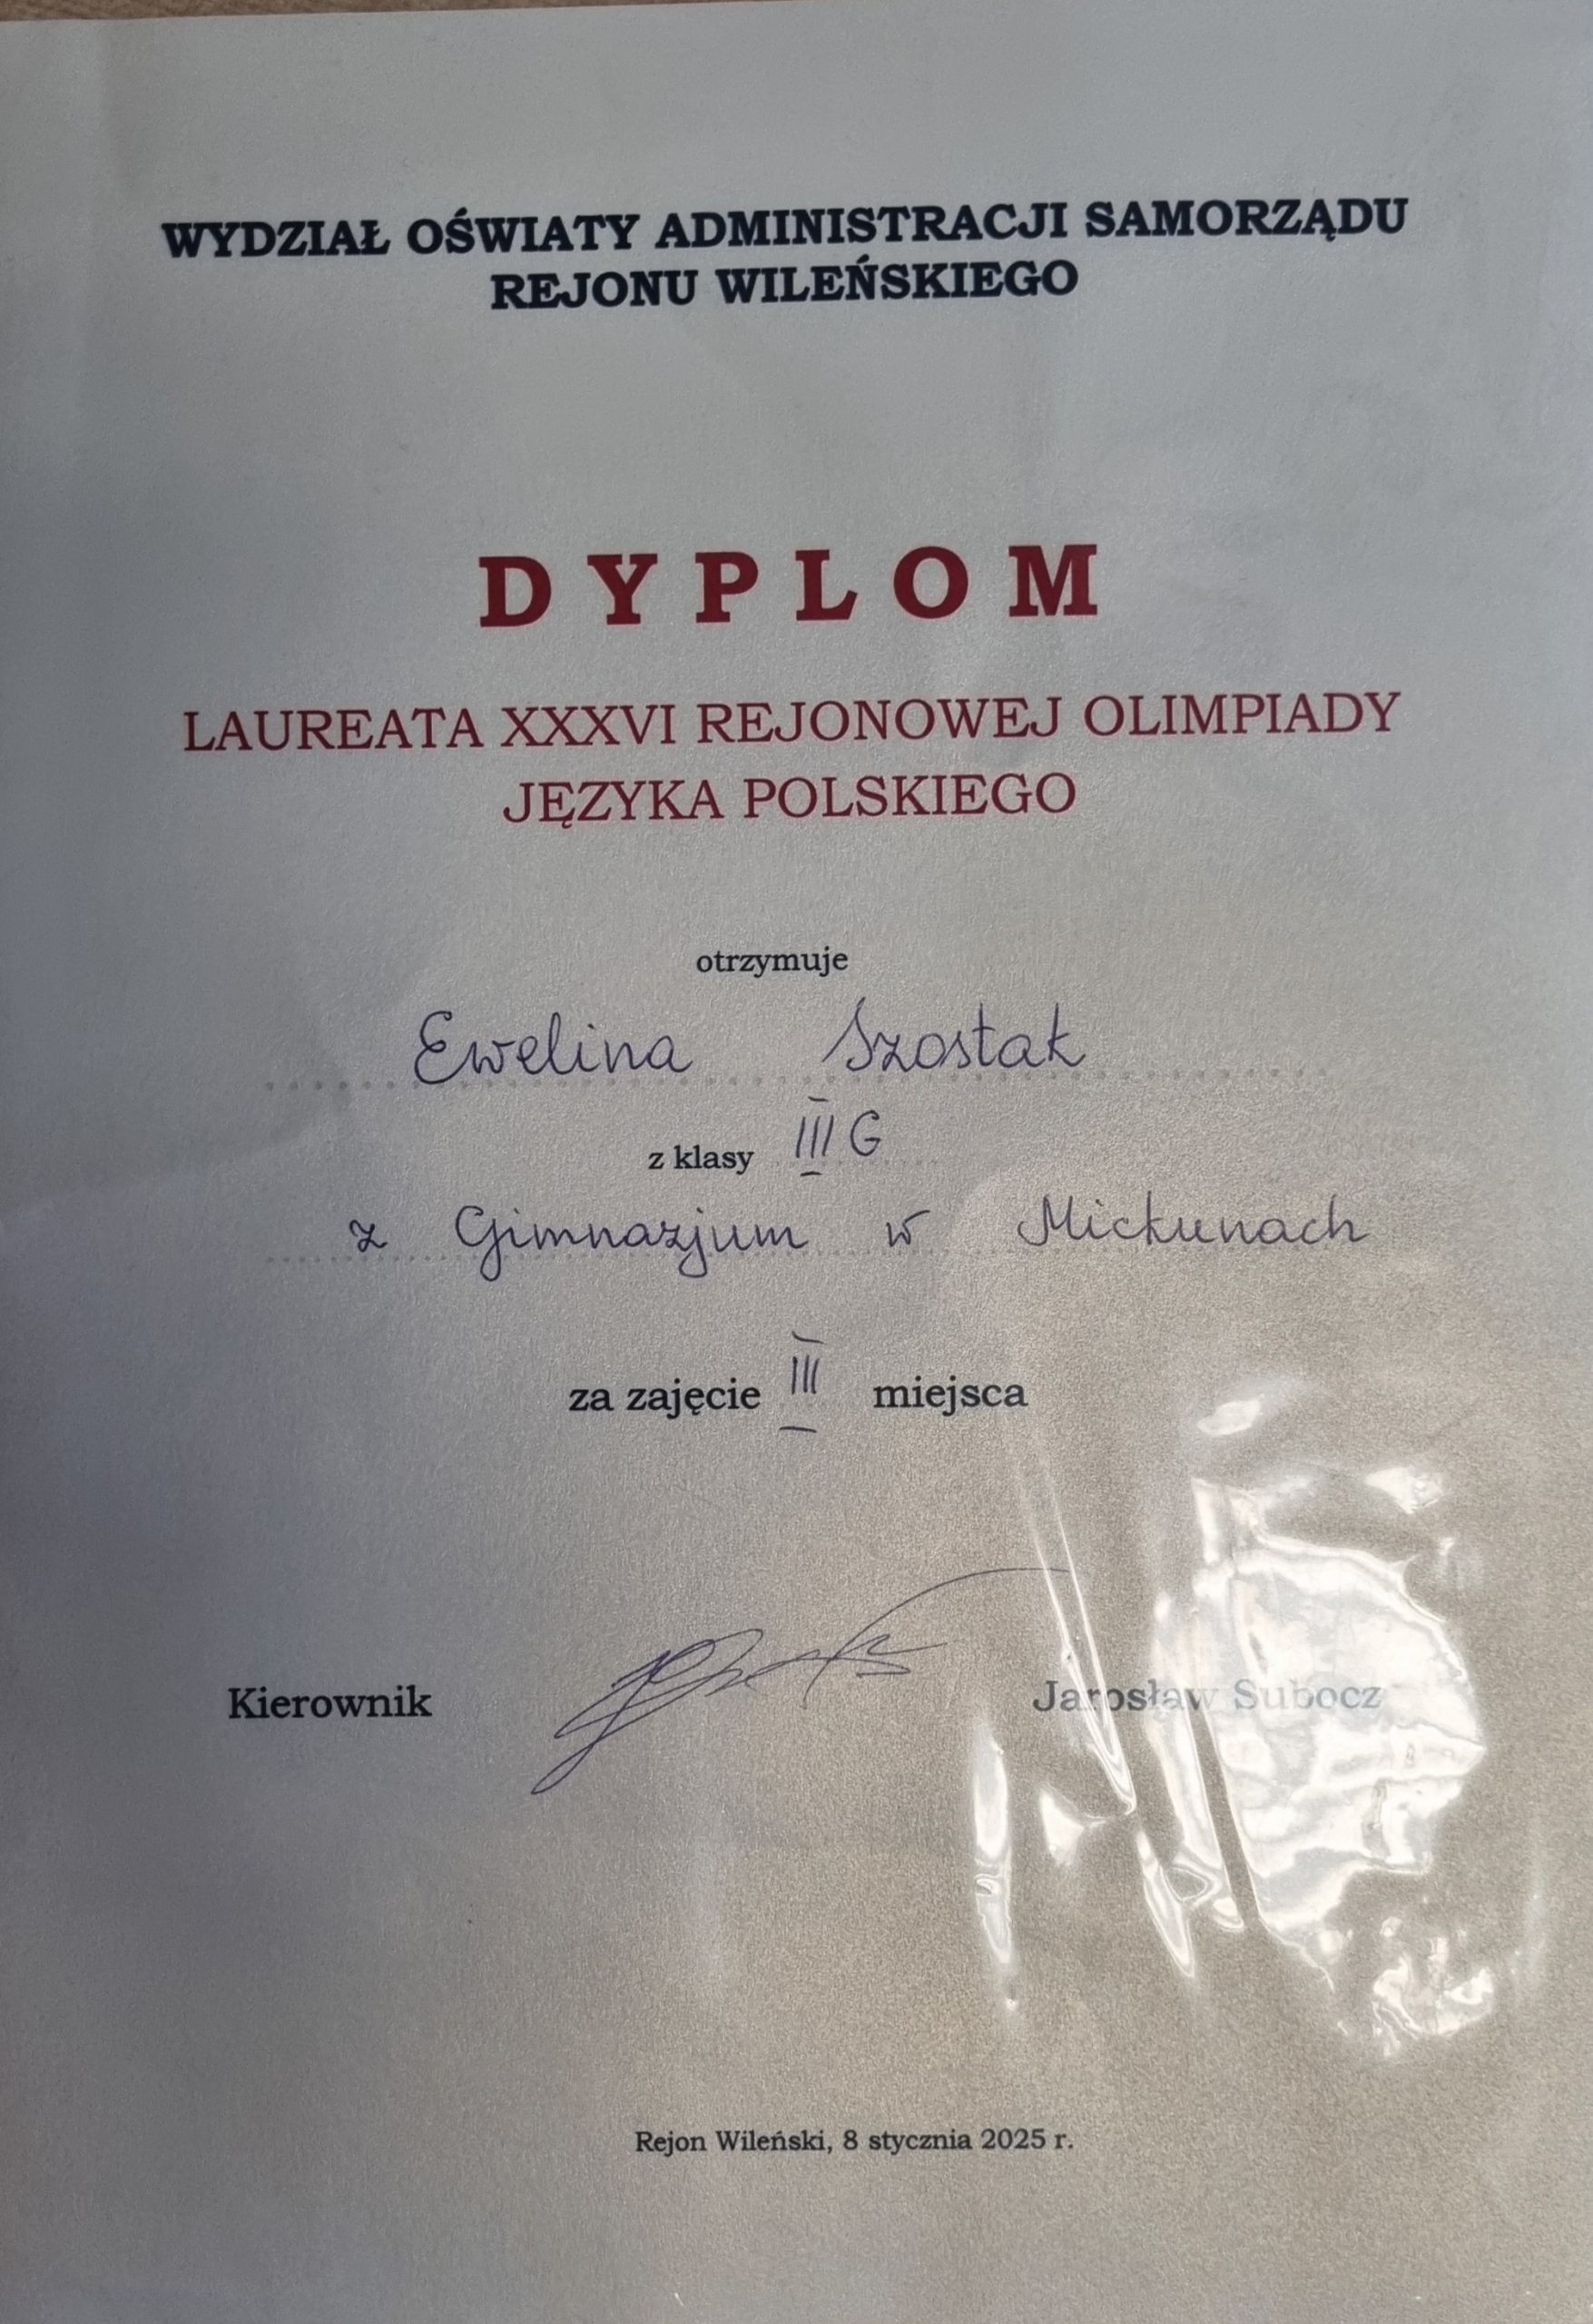 WYDZIAŁ OŚWIATY ADMINISTRACJI SAMORZĄDU
REJONU WILEŃSKIEGO
DYPLOM
LAUREATA XXXVI REJONOWEJ OLIMPIADY
JĘZYKA POLSKIEGO
otrzymuje
Ewelina Szostak
z klasy III G
z Gimnazjum w Mickunach
za zajęcie III miejsca
Kierownik Jarosław Subocz
Rejon Wileński, 8 stycznia 2025 r.